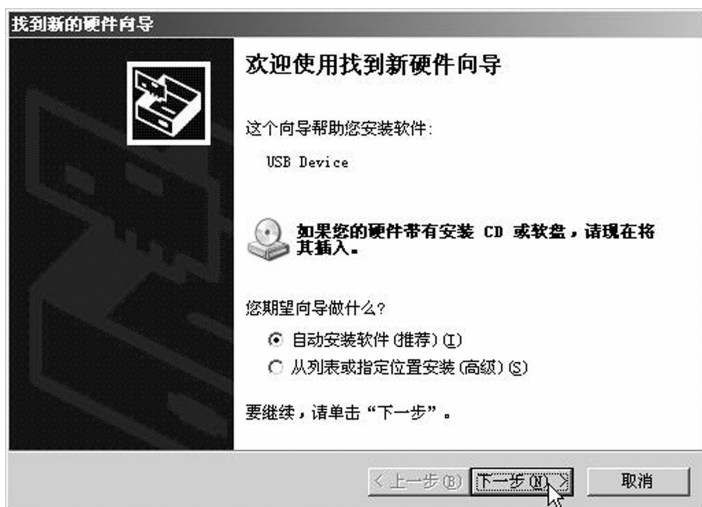 找到新的硬件向导
欢迎使用找到新硬件向导
这个向导帮助您安装软件:
USB Device
如果您的硬件带有安装 CD 或软盘，请现在将
其插入。
您期望向导做什么?
自动安装软件(推荐)(I)
从列表或指定位置安装(高级)(S)
要继续，请单击“下一步”。
< 上一步(B) 下一步(N) > 取消